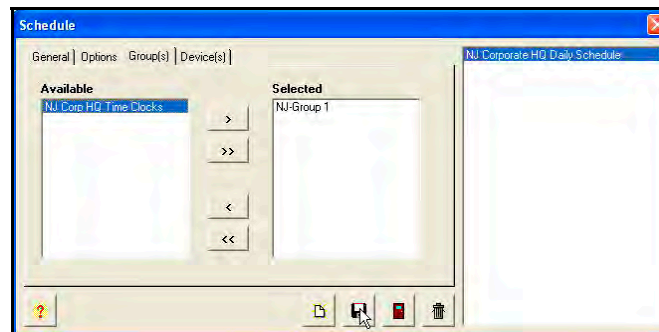 Schedule
General Options Group(s) Device(s)
Available
NJ Corp HQ Time Clocks
>
>>
<
<<
Selected
NJ-Group 1
NJ Corporate HQ Daily Schedule
?